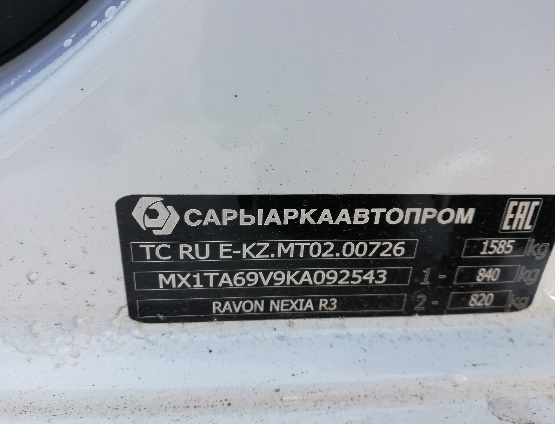 САРЫАРКААВТОПРОМ EAC
TC RU E-KZ.MT02.00726 1585 kg
MX1TA69V9KA092543 1- 840 kg
RAVON NEXIA R3 2- 820 kg